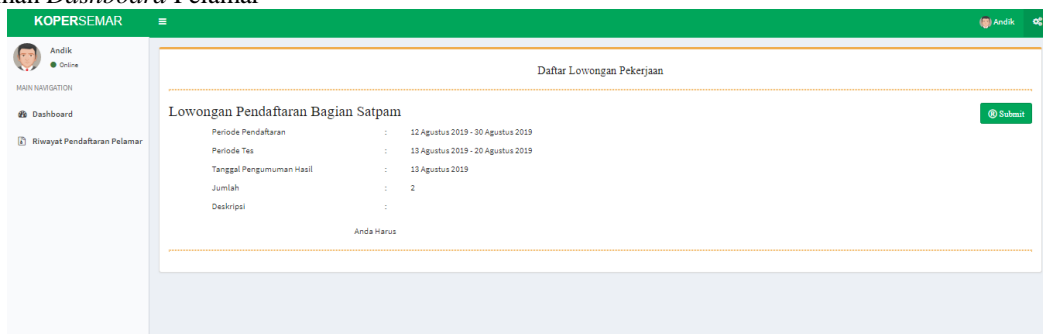 Dashboard Pelamar
KOPERSEMAR
Andik
Andik
Online
MAIN NAVIGATION
Dashboard
Riwayat Pendaftaran Pelamar
Daftar Lowongan Pekerjaan
Lowongan Pendaftaran Bagian Satpam
Submit
Periode Pendaftaran : 12 Agustus 2019 - 30 Agustus 2019
Periode Tes : 13 Agustus 2019 - 20 Agustus 2019
Tanggal Pengumuman Hasil : 13 Agustus 2019
Jumlah : 2
Deskripsi :
Anda Harus